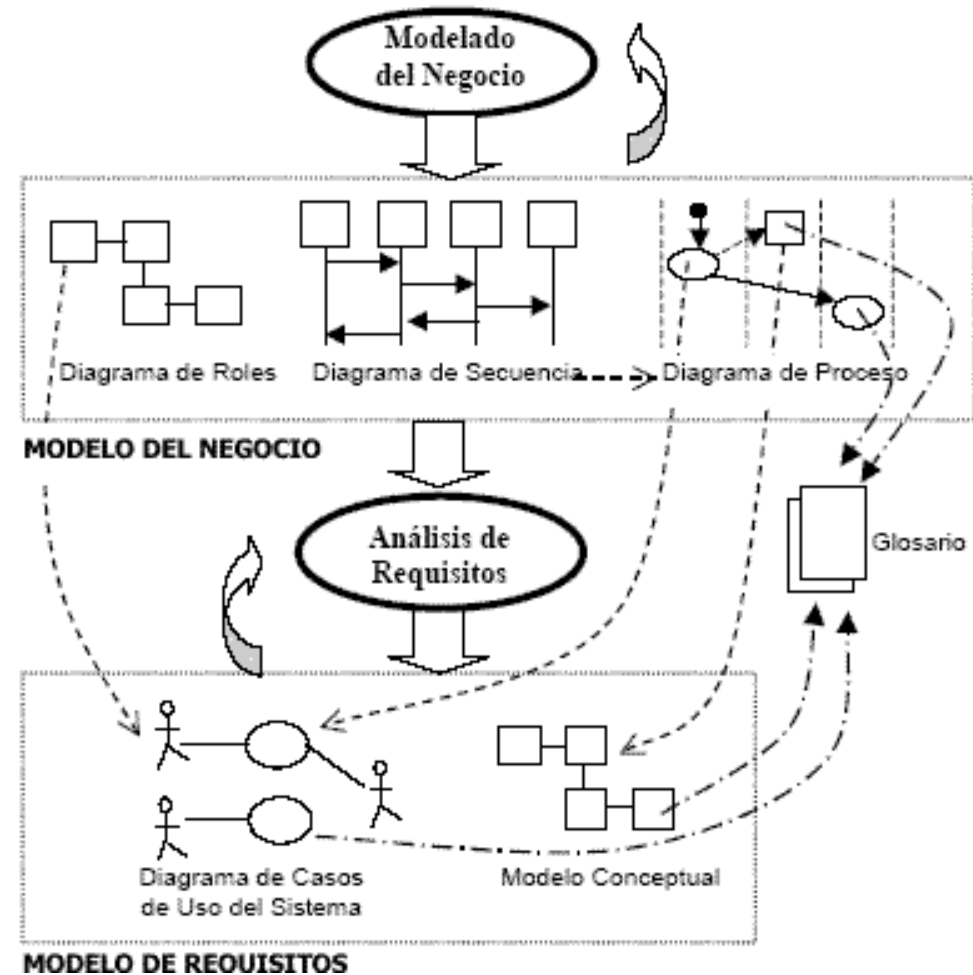 Modelado
del Negocio
Diagrama de Roles
Diagrama de Secuencia
Diagrama de Proceso
MODELO DEL NEGOCIO
Análisis de
Requisitos
Glosario
Diagrama de Casos
de Uso del Sistema
Modelo Conceptual
MODELO DE REQUISITOS